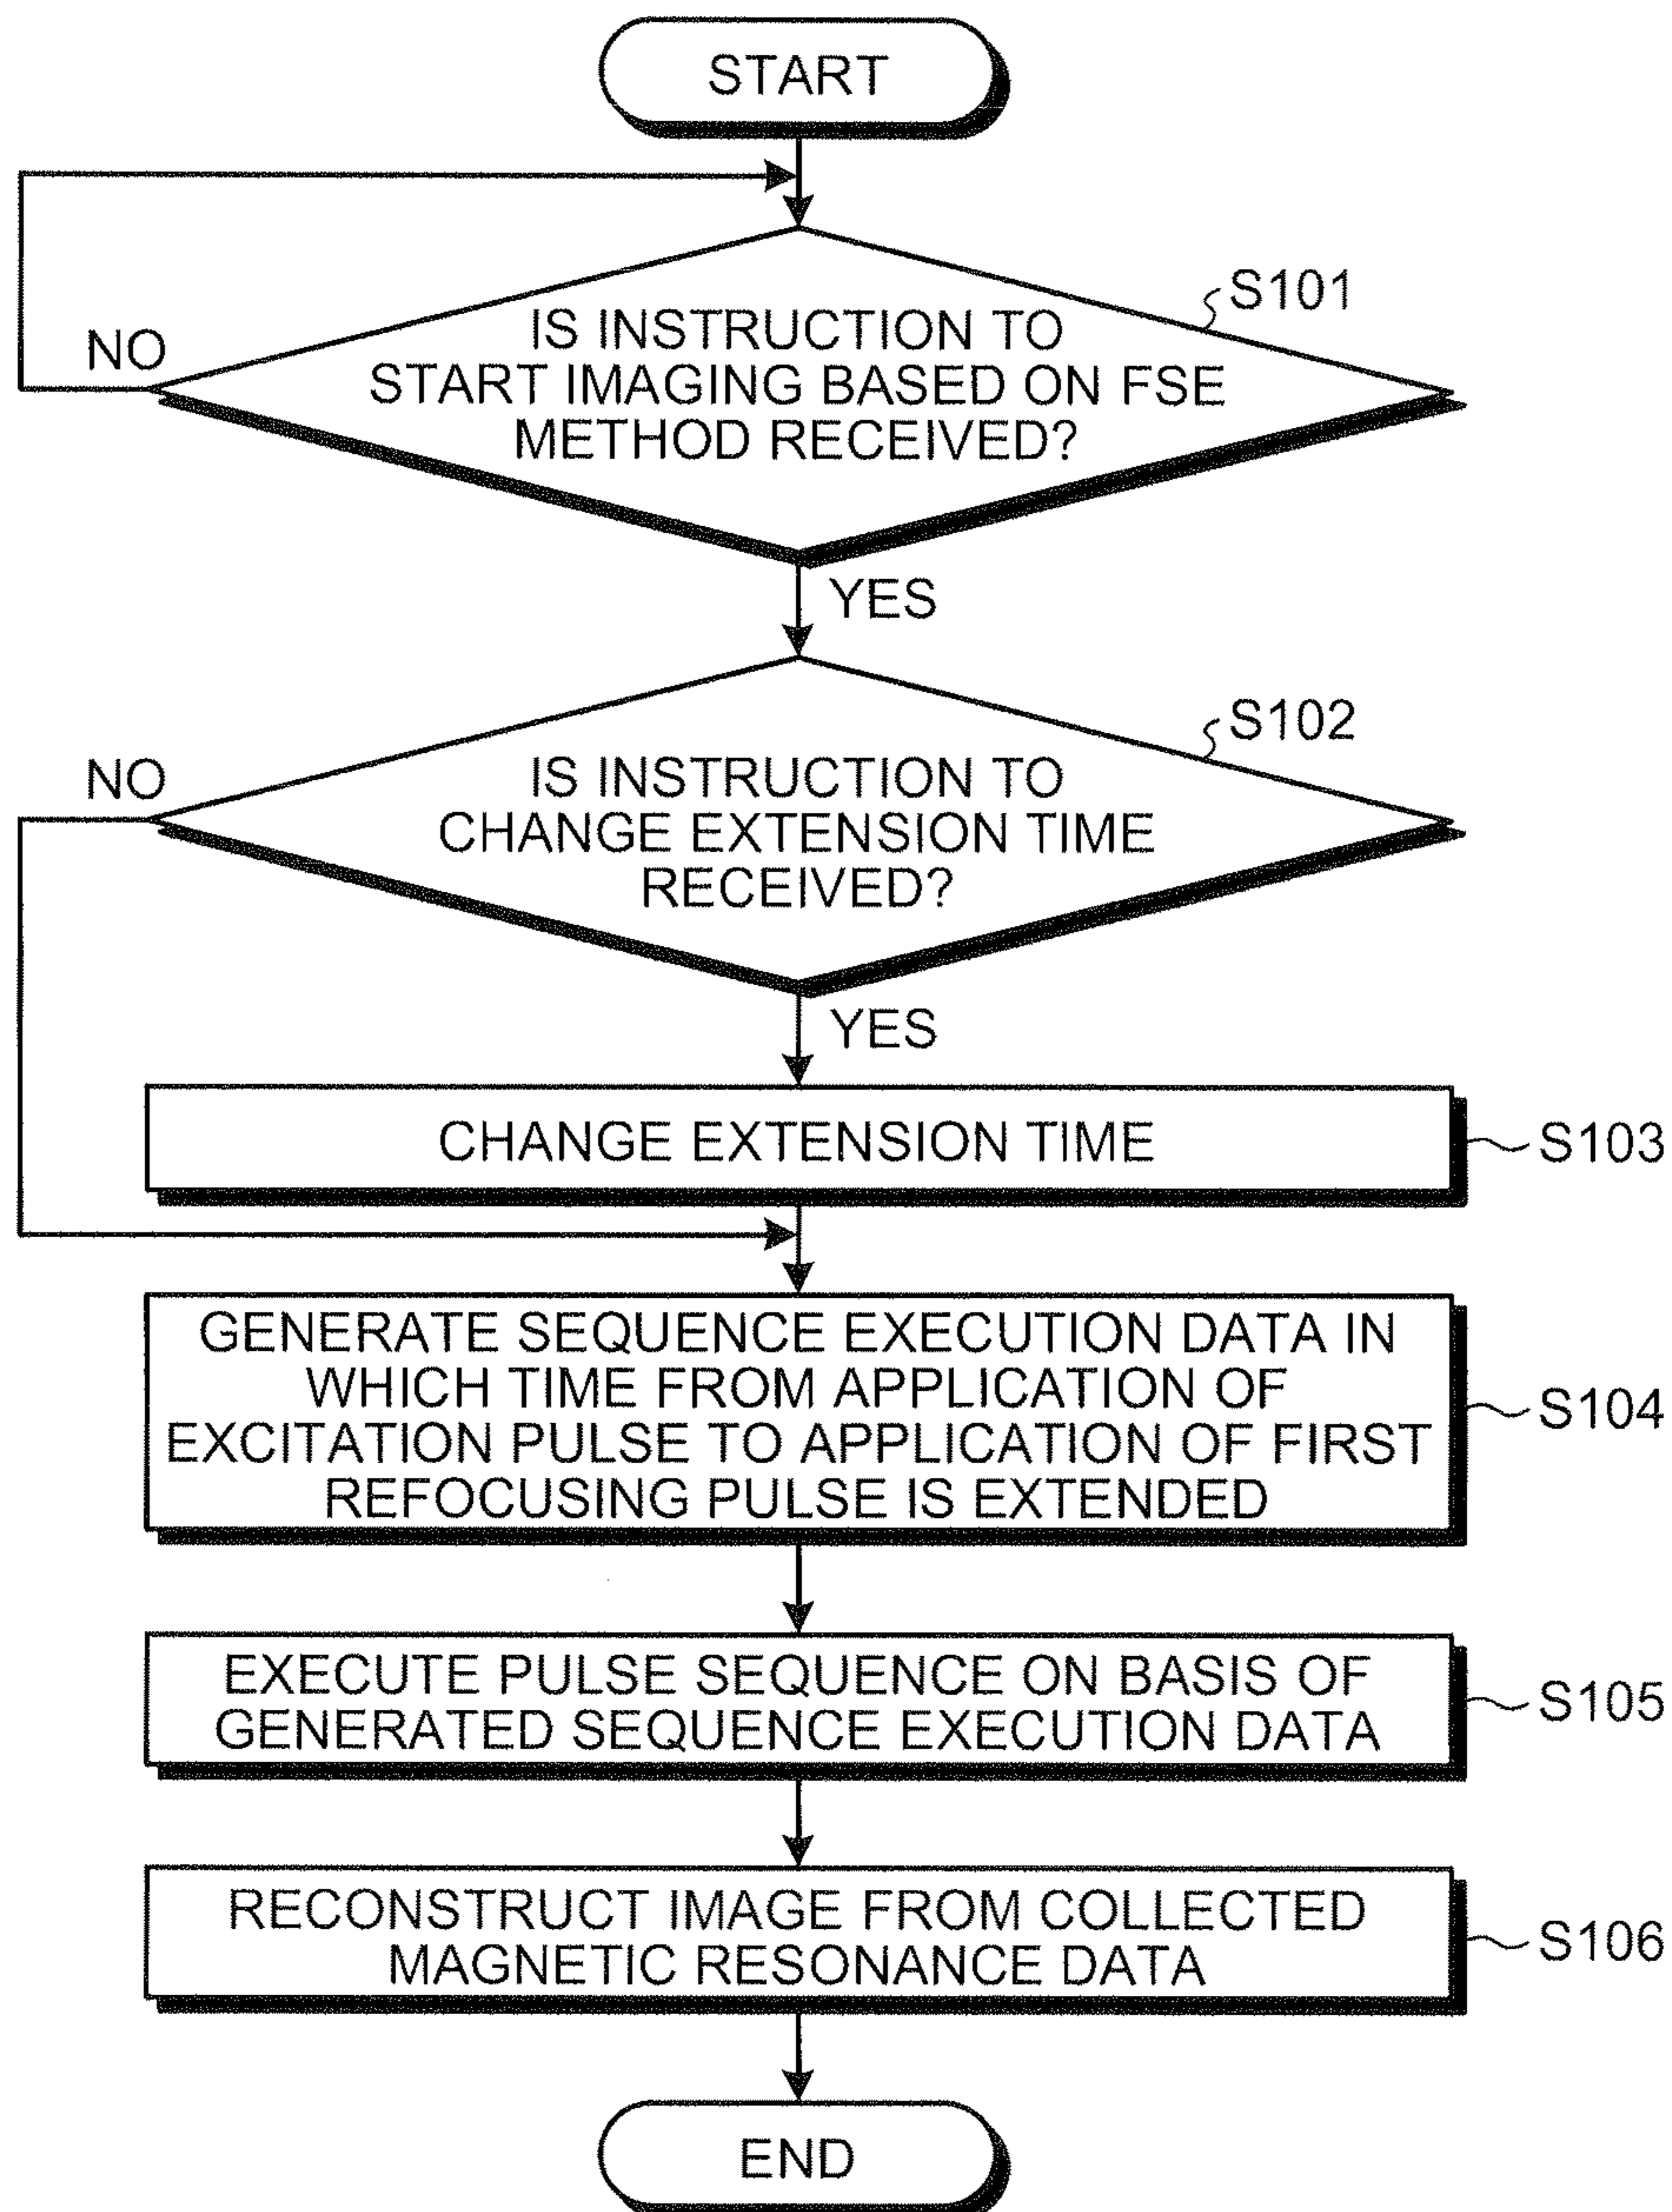 START
S101
IS INSTRUCTION TO
START IMAGING BASED ON FSE
METHOD RECEIVED?
NO
YES
S102
IS INSTRUCTION TO
CHANGE EXTENSION TIME
RECEIVED?
NO
YES
CHANGE EXTENSION TIME
S103
GENERATE SEQUENCE EXECUTION DATA IN
WHICH TIME FROM APPLICATION OF
EXCITATION PULSE TO APPLICATION OF FIRST
REFOCUSING PULSE IS EXTENDED
S104
EXECUTE PULSE SEQUENCE ON BASIS OF
GENERATED SEQUENCE EXECUTION DATA
S105
RECONSTRUCT IMAGE FROM COLLECTED
MAGNETIC RESONANCE DATA
S106
END